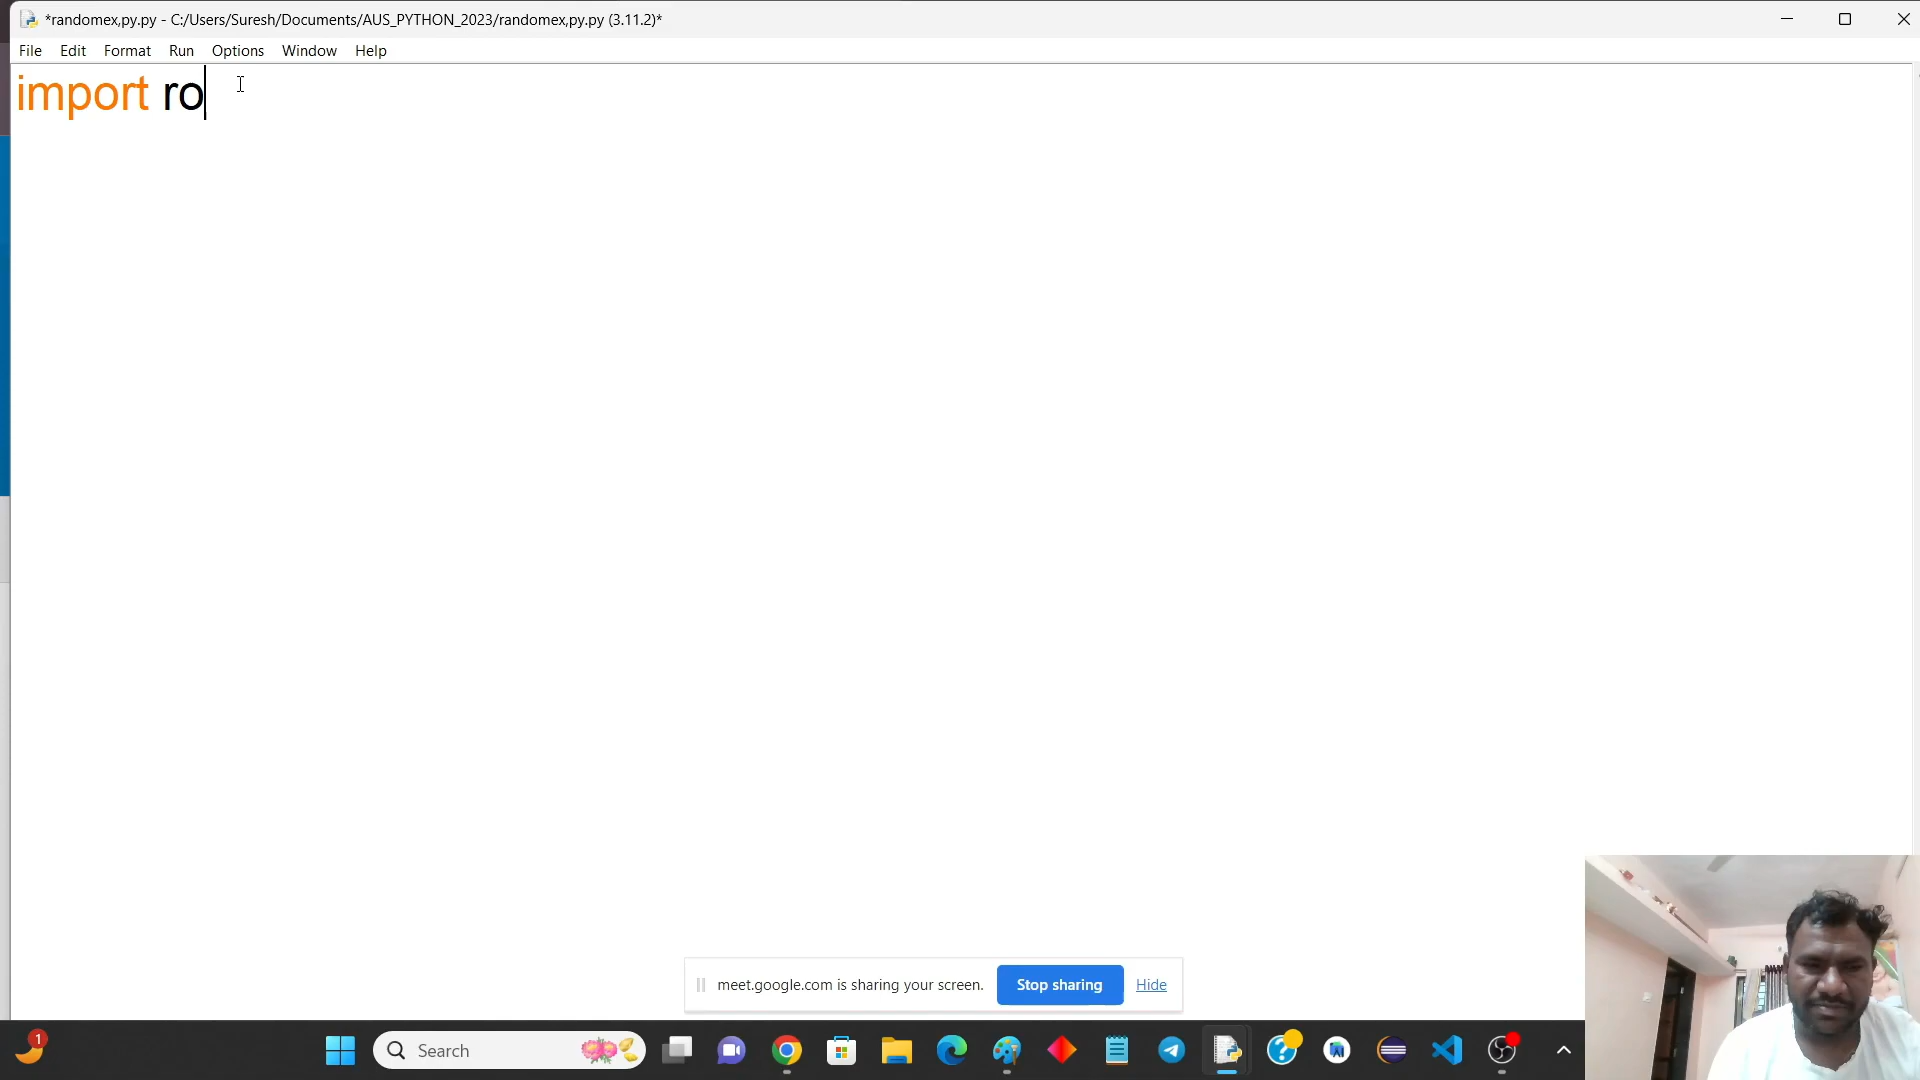 *randomex,py.py - C:/Users/Suresh/Documents/AUS_PYTHON_2023/randomex,py.py (3.11.2)*
File Edit Format Run Options Window Help
import ro
meet.google.com is sharing your screen. Stop sharing Hide
1
Search